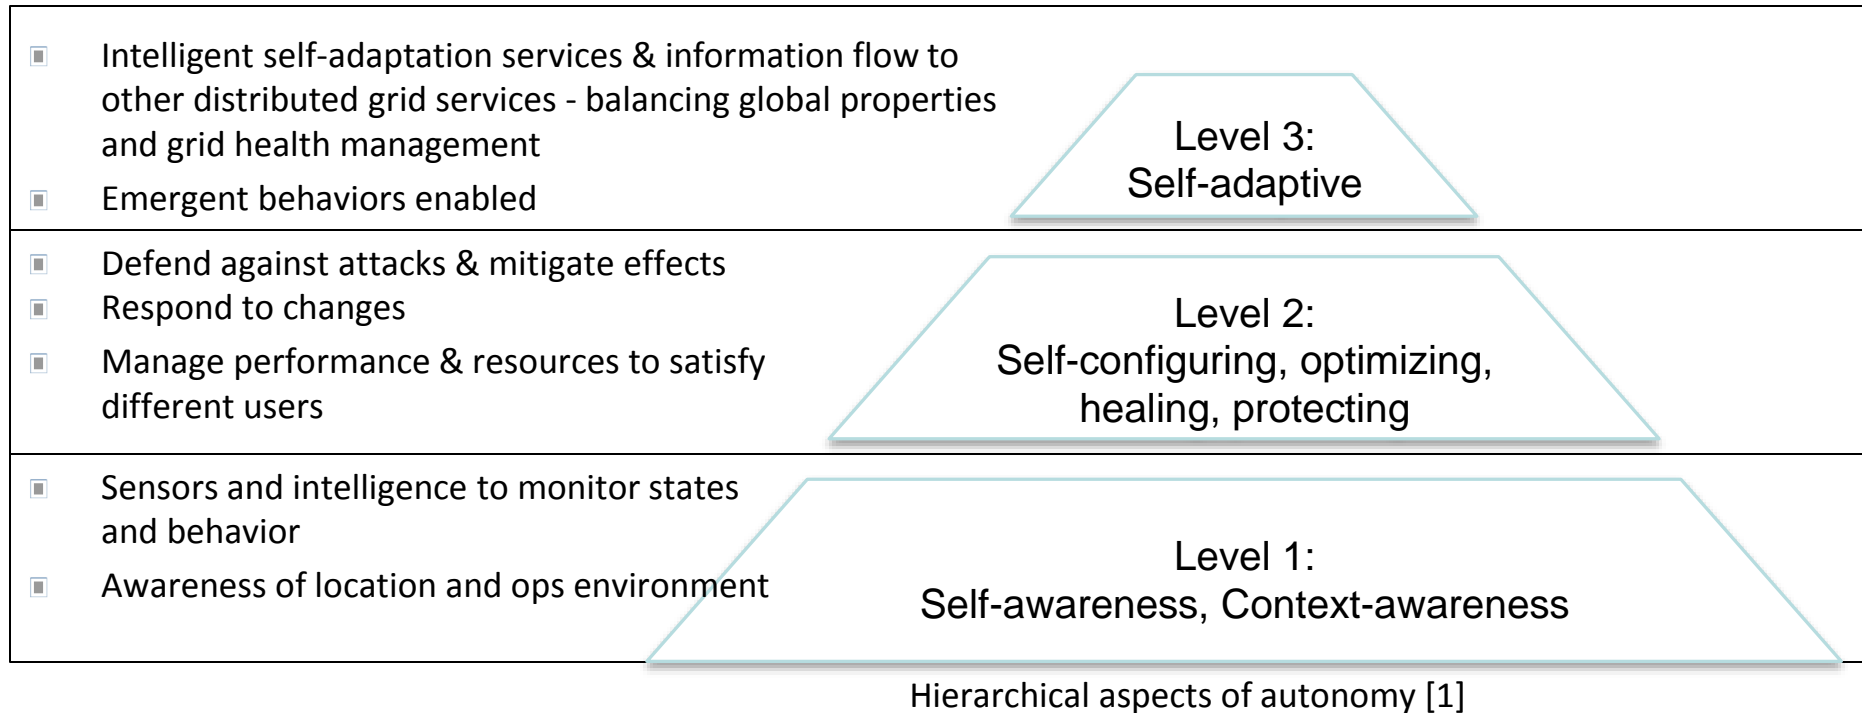 Intelligent self-adaptation services & information flow to
other distributed grid services - balancing global properties
and grid health management
Emergent behaviors enabled
Level 3:
Self-adaptive
Defend against attacks & mitigate effects
Respond to changes
Manage performance & resources to satisfy
different users
Level 2:
Self-configuring, optimizing,
healing, protecting
Sensors and intelligence to monitor states
and behavior
Awareness of location and ops environment
Level 1:
Self-awareness, Context-awareness
Hierarchical aspects of autonomy [1]